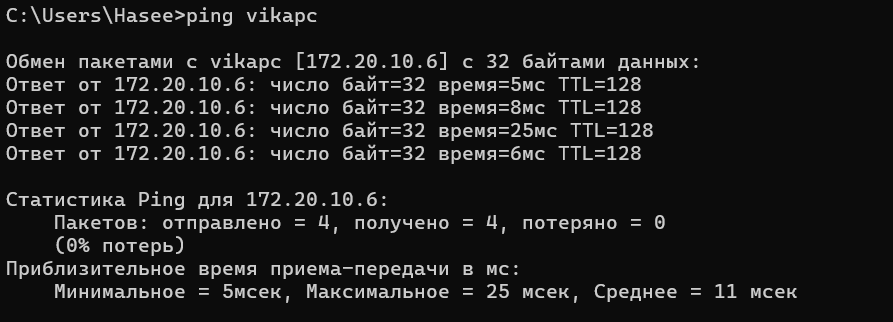 C:\Users\Hasee>ping vikapc
Обмен пакетами с vikapc [172.20.10.6] с 32 байтами данных:
Ответ от 172.20.10.6: число байт=32 время=5мс TTL=128
Ответ от 172.20.10.6: число байт=32 время=8мс TTL=128
Ответ от 172.20.10.6: число байт=32 время=25мс TTL=128
Ответ от 172.20.10.6: число байт=32 время=6мс TTL=128
Статистика Ping для 172.20.10.6:
    Пакетов: отправлено = 4, получено = 4, потеряно = 0
    (0% потерь)
Приблизительное время приема-передачи в мс:
    Минимальное = 5мсек, Максимальное = 25 мсек, Среднее = 11 мсек